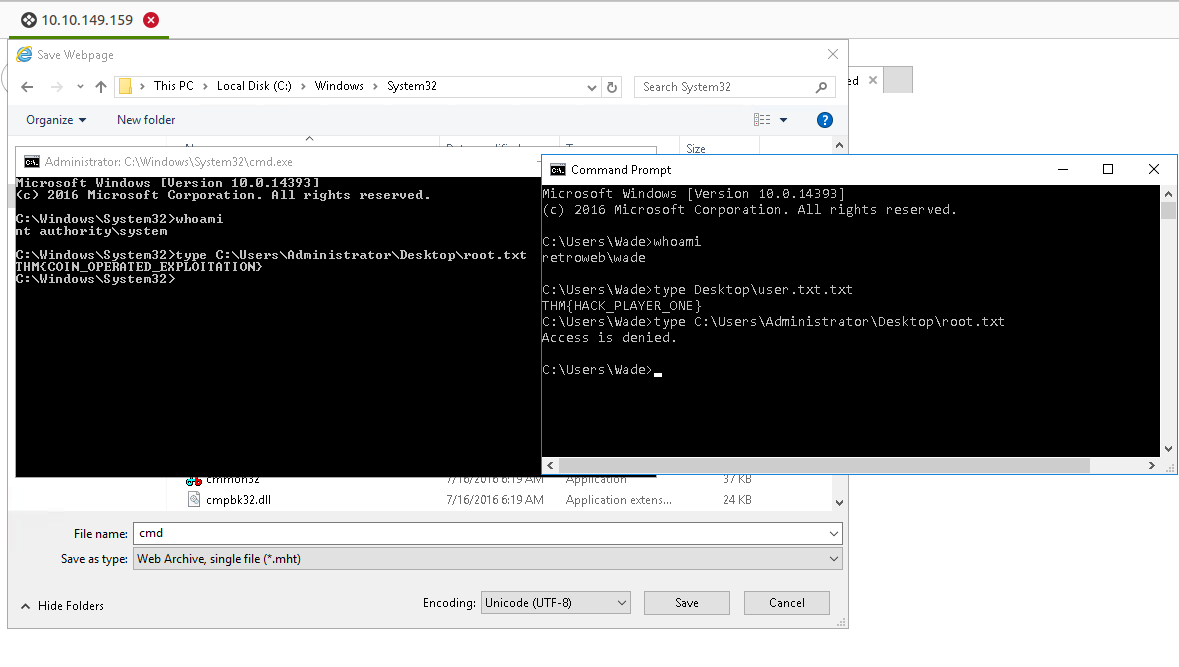 10.10.149.159
Save Webpage
This PC > Local Disk (C:) > Windows > System32
Search System32
ed
Organize
New folder
Size
Administrator: C:\Windows\System32\cmd.exe
Microsoft Windows [Version 10.0.14393]
(c) 2016 Microsoft Corporation. All rights reserved.
C:\Windows\System32>whoami
nt authority\system
C:\Windows\System32>type C:\Users\Administrator\Desktop\root.txt
THM{COIN_OPERATED_EXPLOITATION}
C:\Windows\System32>
Command Prompt
Microsoft Windows [Version 10.0.14393]
(c) 2016 Microsoft Corporation. All rights reserved.
C:\Users\Wade>whoami
retroweb\wade
C:\Users\Wade>type Desktop\user.txt.txt
THM{HACK_PLAYER_ONE}
C:\Users\Wade>type C:\Users\Administrator\Desktop\root.txt
Access is denied.
C:\Users\Wade>
cmmon32 7/16/2016 6:19 AM Application 37 KB
cmpbk32.dll 7/16/2016 6:19 AM Application extens... 24 KB
File name: cmd
Save as type: Web Archive, single file (*.mht)
Hide Folders
Encoding: Unicode (UTF-8)
Save
Cancel